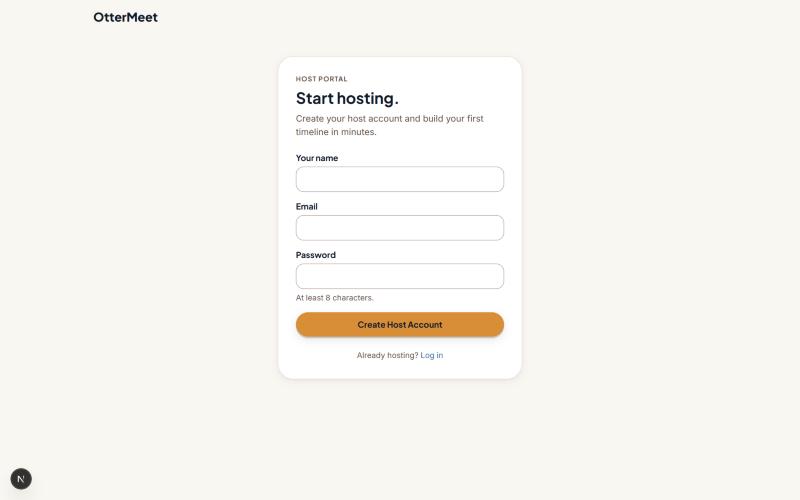 OtterMeet
HOST PORTAL
Start hosting.
Create your host account and build your first
timeline in minutes.
Your name
Email
Password
At least 8 characters.
Create Host Account
Already hosting? Log in
N